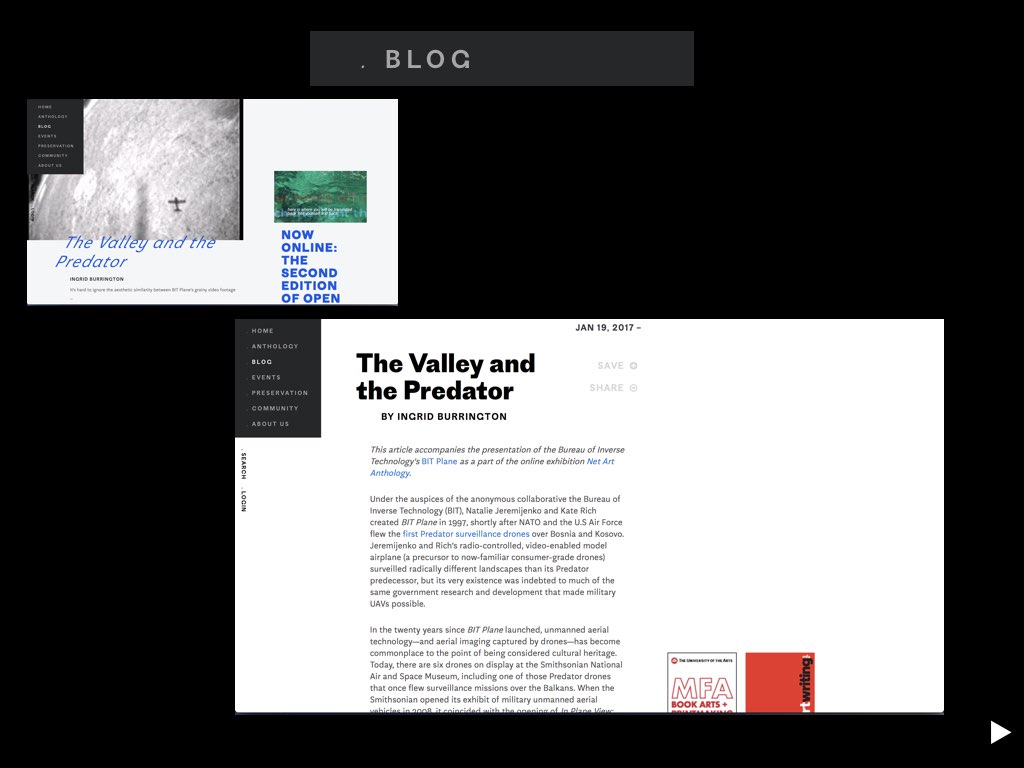 . BLOG
HOME
ANTHOLOGY
BLOG
EVENTS
PRESERVATION
COMMUNITY
ABOUT US
The Valley and the
Predator
INGRID BURRINGTON
It's hard to ignore the aesthetic similarity between BIT Plane's grainy video footage
NOW
ONLINE:
THE
SECOND
EDITION
OF OPEN
. HOME
. ANTHOLOGY
. BLOG
. EVENTS
. PRESERVATION
. COMMUNITY
. ABOUT US
. SEARCH . LOGIN
JAN 19, 2017 –
The Valley and
the Predator
SAVE
SHARE
BY INGRID BURRINGTON
This article accompanies the presentation of the Bureau of Inverse
Technology's BIT Plane as a part of the online exhibition Net Art
Anthology.
Under the auspices of the anonymous collaborative the Bureau of
Inverse Technology (BIT), Natalie Jeremijenko and Kate Rich
created BIT Plane in 1997, shortly after NATO and the U.S Air Force
flew the first Predator surveillance drones over Bosnia and Kosovo.
Jeremijenko and Rich's radio-controlled, video-enabled model
airplane (a precursor to now-familiar consumer-grade drones)
surveilled radically different landscapes than its Predator
predecessor, but its very existence was indebted to much of the
same government research and development that made military
UAVs possible.
In the twenty years since BIT Plane launched, unmanned aerial
technology—and aerial imaging captured by drones—has become
commonplace to the point of being considered cultural heritage.
Today, there are six drones on display at the Smithsonian National
Air and Space Museum, including one of those Predator drones
that once flew surveillance missions over the Balkans. When the
Smithsonian opened its exhibit of military unmanned aerial
vehicles in 2008, it coincided with the opening of In Plane View:
THE UNIVERSITY OF THE ARTS
MFA
BOOK ARTS +
PRINTMAKING
rtwriting